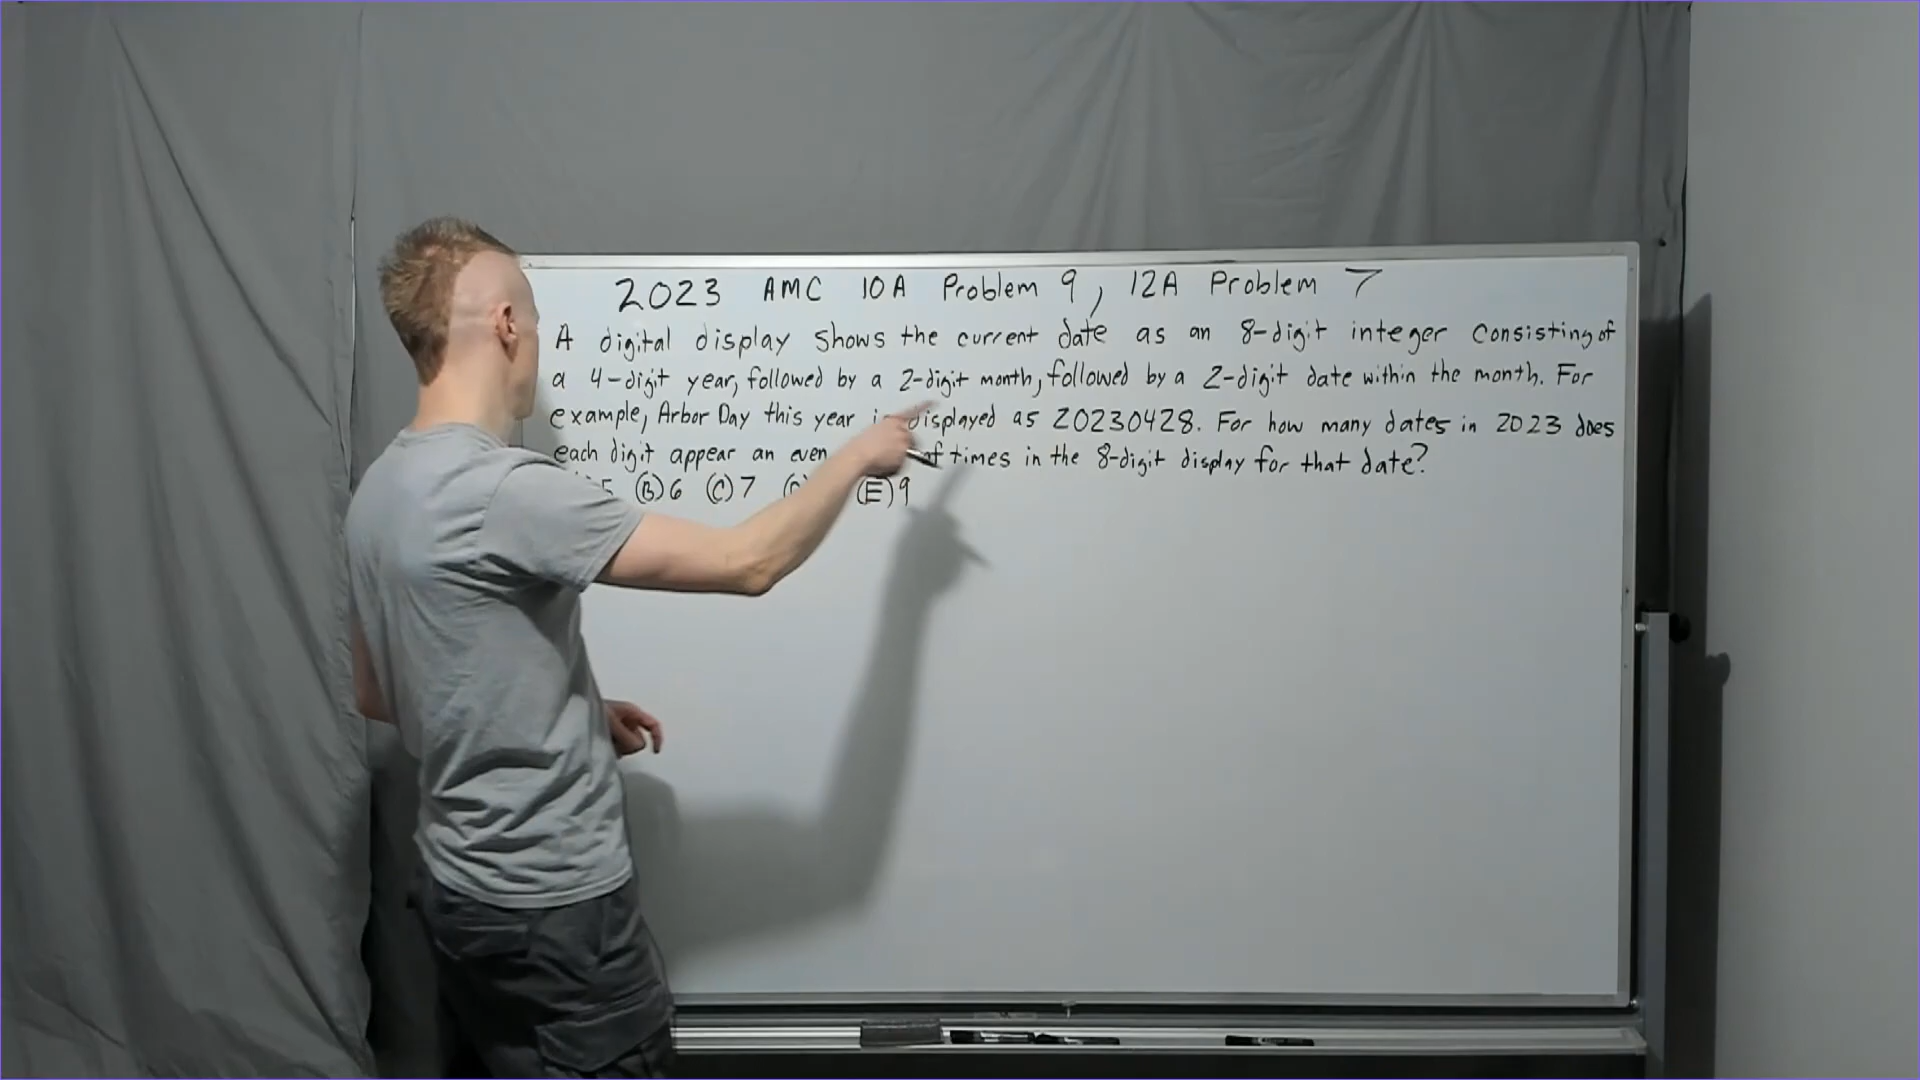 2023 AMC 10A Problem 9, 12A Problem 7
A digital display shows the current date as an 8-digit integer consisting of
a 4-digit year, followed by a 2-digit month, followed by a 2-digit date within the month. For
example, Arbor Day this year displayed as 20230428. For how many dates in 2023 does
each digit appear an even of times in the 8-digit display for that date?
5 (B) 6 (C) 7 (E) 9